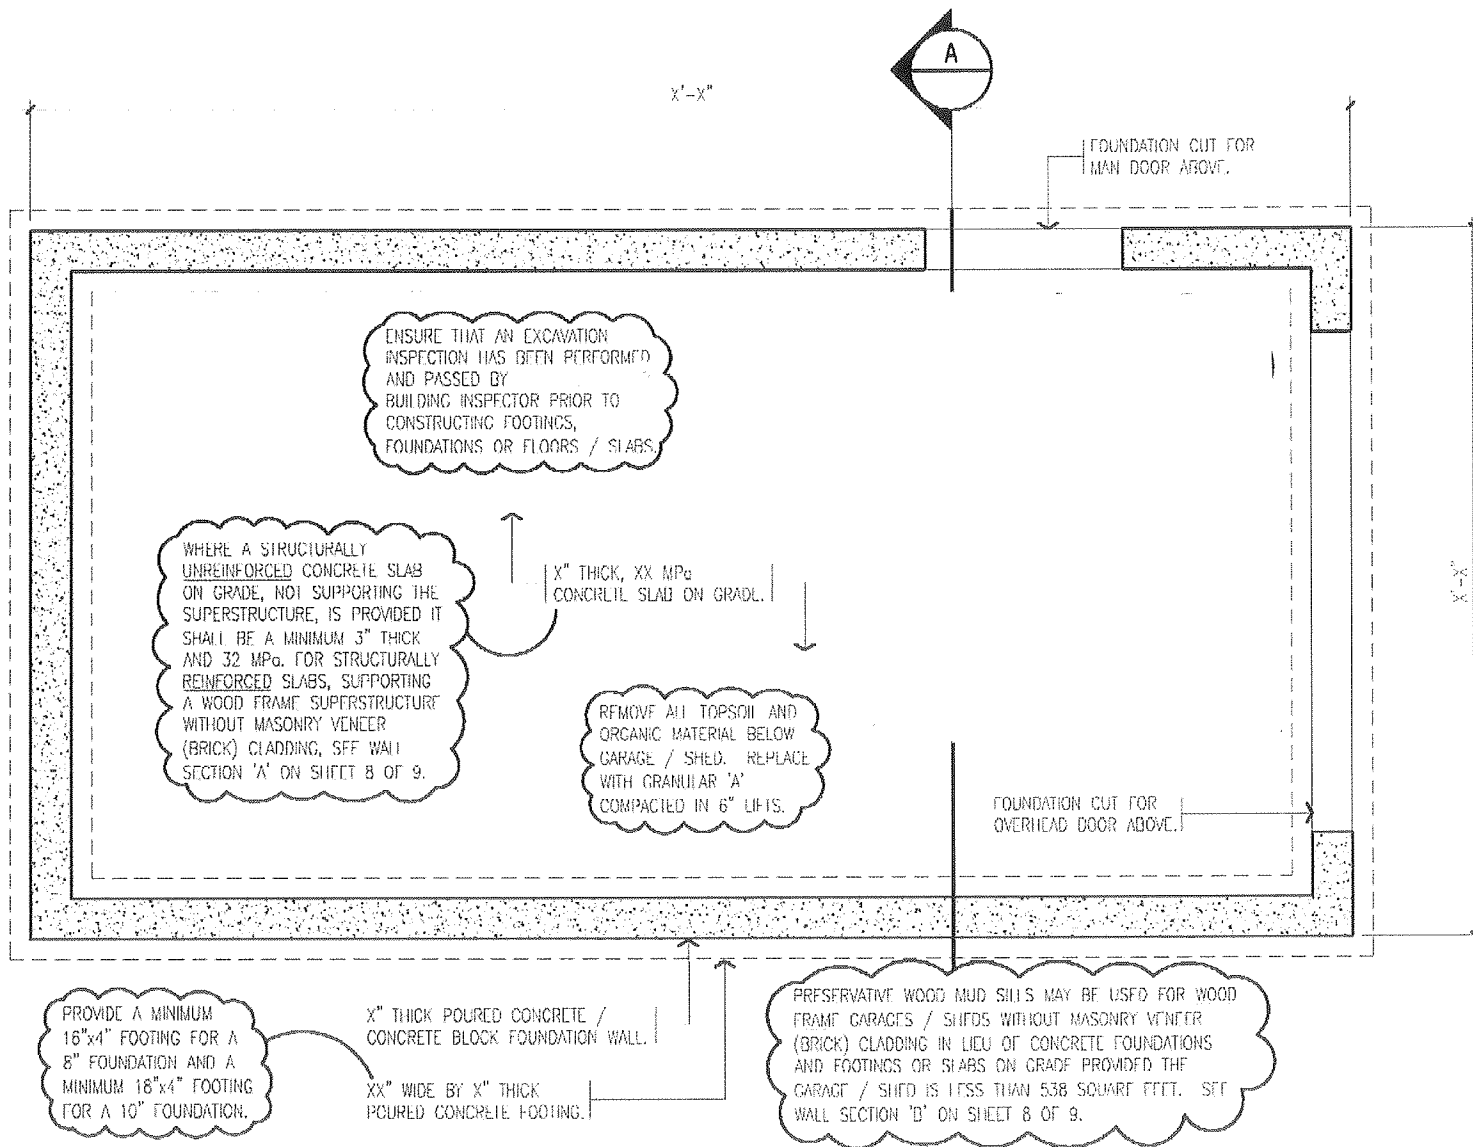 A
X'-X"
FOUNDATION CUT FOR
MAN DOOR ABOVE.
ENSURE THAT AN EXCAVATION
INSPECTION HAS BEEN PERFORMED
AND PASSED BY
BUILDING INSPECTOR PRIOR TO
CONSTRUCTING FOOTINGS,
FOUNDATIONS OR FLOORS / SLABS.
WHERE A STRUCTURALLY
UNREINFORCED CONCRETE SLAB
ON GRADE, NOT SUPPORTING THE
SUPERSTRUCTURE, IS PROVIDED IT
SHALL BE A MINIMUM 3" THICK
AND 32 MPa. FOR STRUCTURALLY
REINFORCED SLABS, SUPPORTING
A WOOD FRAME SUPERSTRUCTURE
WITHOUT MASONRY VENEER
(BRICK) CLADDING, SEE WALL
SECTION 'A' ON SHEET 8 OF 9.
X" THICK, XX MPa
CONCRETE SLAB ON GRADE.
X'-X"
REMOVE ALL TOPSOIL AND
ORGANIC MATERIAL BELOW
GARAGE / SHED. REPLACE
WITH GRANULAR 'A'
COMPACTED IN 6" LIFTS.
FOUNDATION CUT FOR
OVERHEAD DOOR ABOVE.
PROVIDE A MINIMUM
16"x4" FOOTING FOR A
8" FOUNDATION AND A
MINIMUM 18"x4" FOOTING
FOR A 10" FOUNDATION.
X" THICK POURED CONCRETE /
CONCRETE BLOCK FOUNDATION WALL.
XX" WIDE BY X" THICK
POURED CONCRETE FOOTING.
PRESERVATIVE WOOD MUD SILLS MAY BE USED FOR WOOD
FRAME GARAGES / SHEDS WITHOUT MASONRY VENEER
(BRICK) CLADDING IN LIEU OF CONCRETE FOUNDATIONS
AND FOOTINGS OR SLABS ON GRADE PROVIDED THE
GARAGE / SHED IS LESS THAN 538 SQUARE FEET. SEE
WALL SECTION 'B' ON SHEET 8 OF 9.